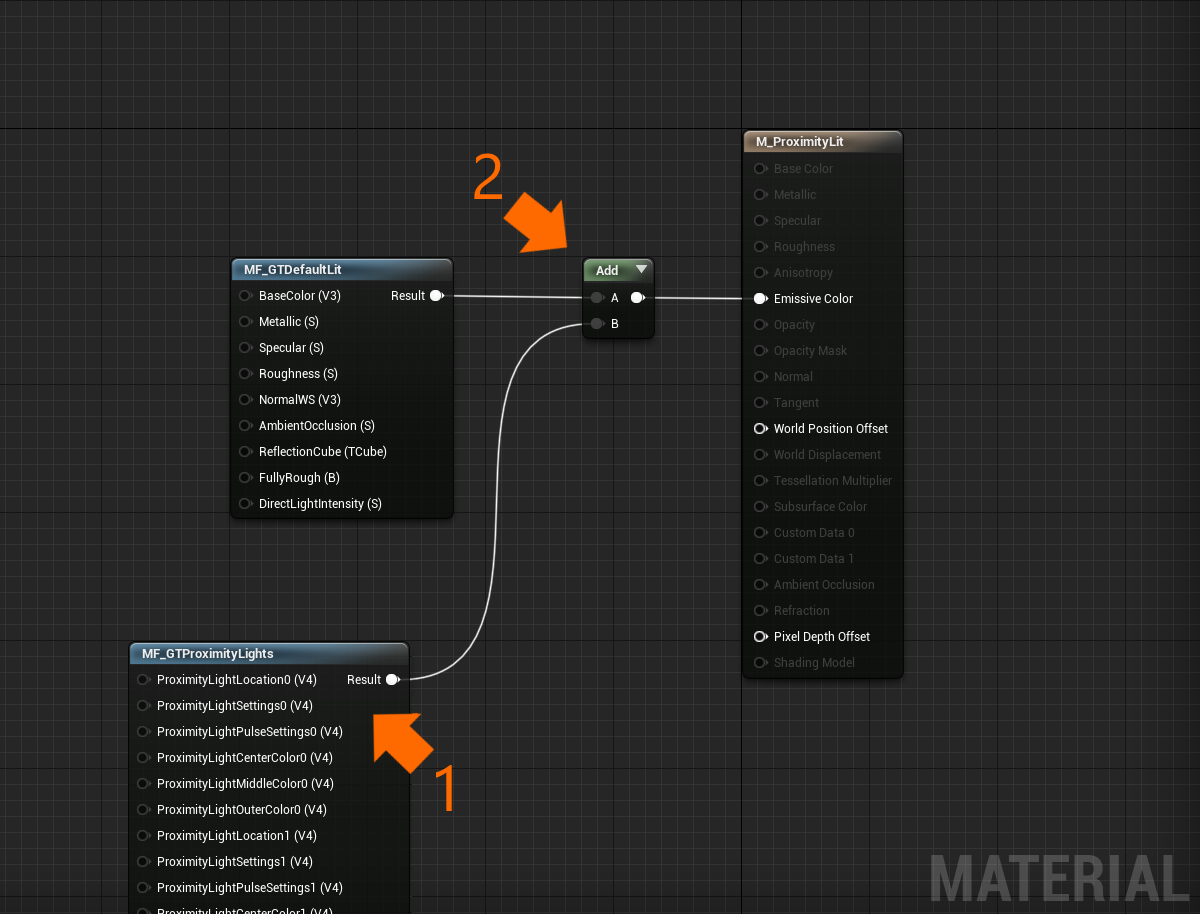 M_ProximityLit
Base Color
Metallic
Specular
Roughness
Anisotropy
Emissive Color
Opacity
Opacity Mask
Normal
Tangent
World Position Offset
World Displacement
Tessellation Multiplier
Subsurface Color
Custom Data 0
Custom Data 1
Ambient Occlusion
Refraction
Pixel Depth Offset
Shading Model
2
Add
A
B
MF_GTDefaultLit
BaseColor (V3) Result
Metallic (S)
Specular (S)
Roughness (S)
NormalWS (V3)
AmbientOcclusion (S)
ReflectionCube (TCube)
FullyRough (B)
DirectLightIntensity (S)
MF_GTProximityLights
ProximityLightLocation0 (V4) Result
ProximityLightSettings0 (V4)
ProximityLightPulseSettings0 (V4)
ProximityLightCenterColor0 (V4)
ProximityLightMiddleColor0 (V4)
ProximityLightOuterColor0 (V4)
ProximityLightLocation1 (V4)
ProximityLightSettings1 (V4)
ProximityLightPulseSettings1 (V4)
ProximityLightCenterColor1 (V4)
1
MATERIAL